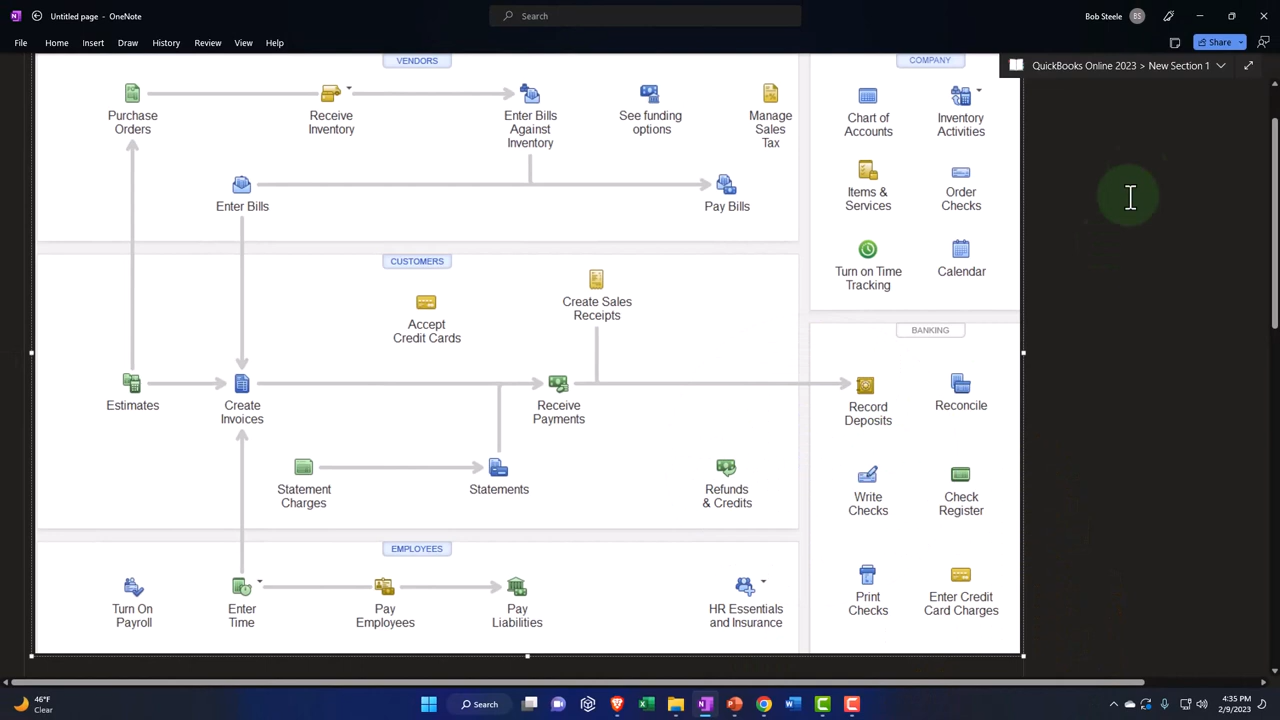 Untitled page - OneNote
Search
Bob Steele
BS
File
Home
Insert
Draw
History
Review
View
Help
Share
QuickBooks Online 2023 > New Section 1
VENDORS
COMPANY
Purchase
Orders
Receive
Inventory
Enter Bills
Against
Inventory
See funding
options
Manage
Sales
Tax
Chart of
Accounts
Inventory
Activities
Enter Bills
Pay Bills
Items &
Services
Order
Checks
Turn on Time
Tracking
Calendar
CUSTOMERS
Accept
Credit Cards
Create Sales
Receipts
BANKING
Estimates
Create
Invoices
Receive
Payments
Record
Deposits
Reconcile
Statement
Charges
Statements
Refunds
& Credits
Write
Checks
Check
Register
EMPLOYEES
Turn On
Payroll
Enter
Time
Pay
Employees
Pay
Liabilities
HR Essentials
and Insurance
Print
Checks
Enter Credit
Card Charges
46°F
Clear
Search
4:35 PM
2/9/2023